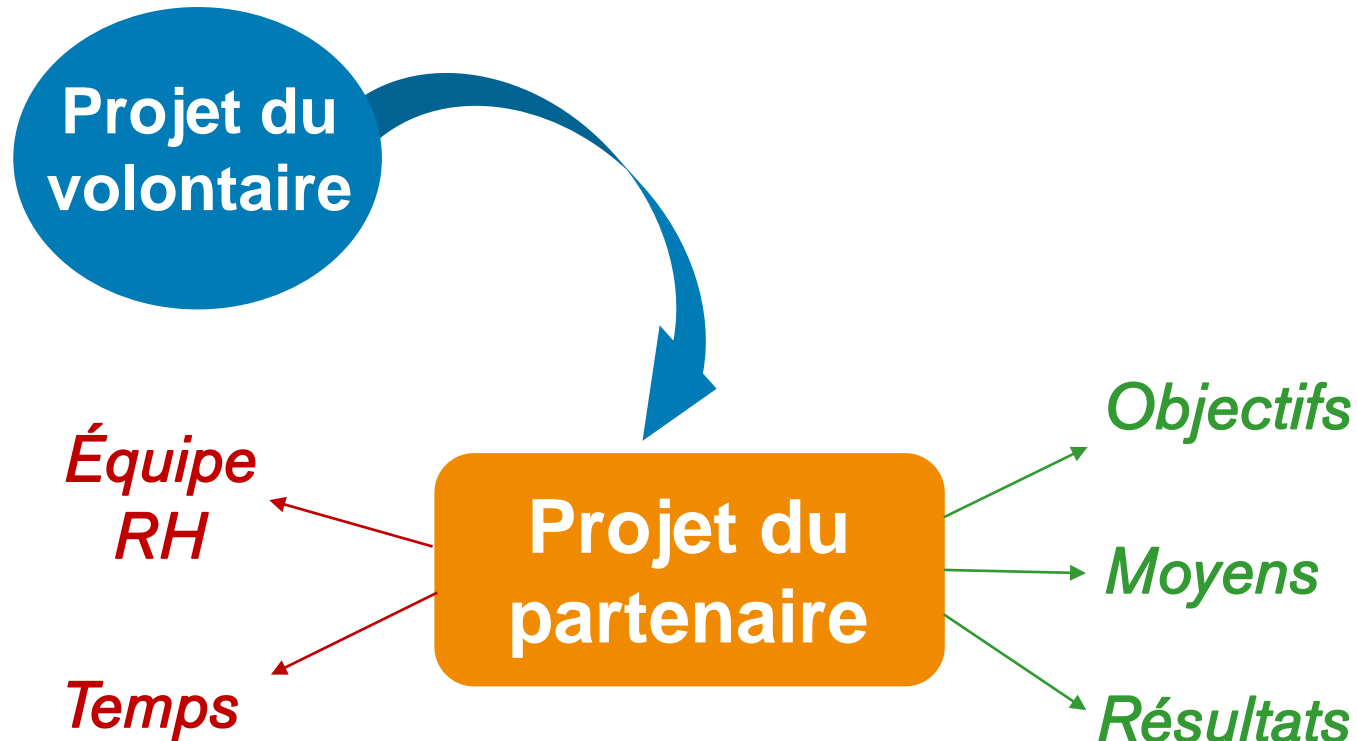 Projet du
volontaire
Équipe
RH
Temps
Projet du
partenaire
Objectifs
Moyens
Résultats